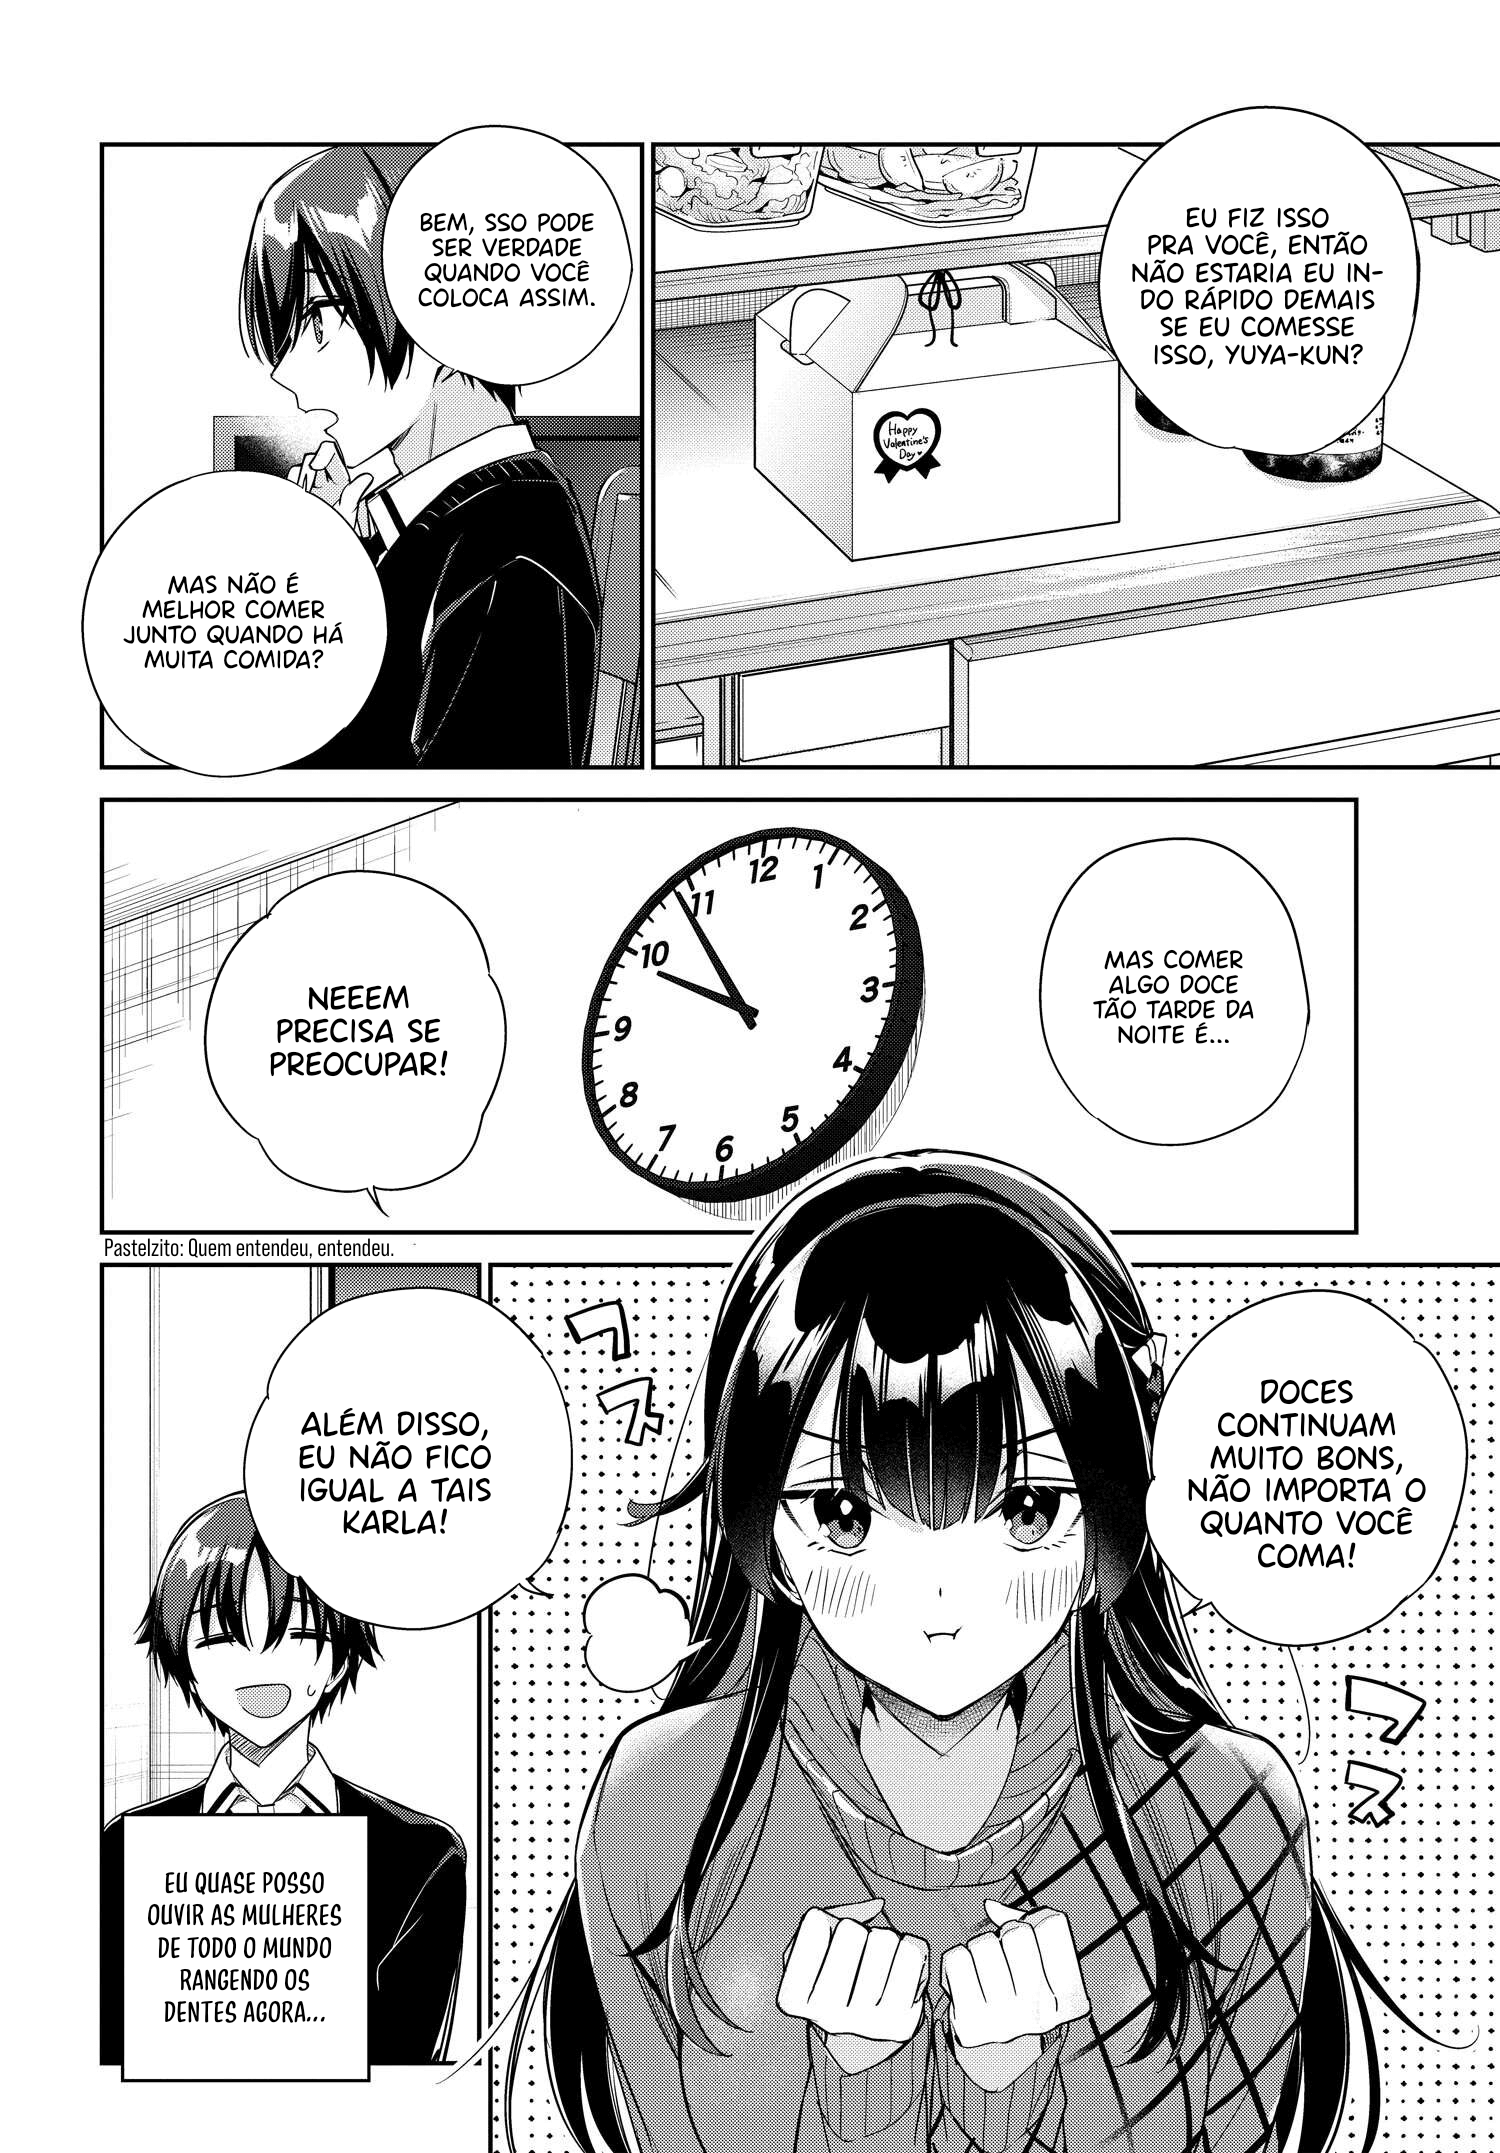 EU FIZ ISSO
PRA VOCÊ, ENTÃO
NÃO ESTARIA EU IN-
DO RÁPIDO DEMAIS
SE EU COMESSE
ISSO, YUYA-KUN?
Happy
Valentine's
Day
BEM, SSO PODE
SER VERDADE
QUANDO VOCÊ
COLOCA ASSIM.
MAS NÃO É
MELHOR COMER
JUNTO QUANDO HÁ
MUITA COMIDA?
MAS COMER
ALGO DOCE
TÃO TARDE DA
NOITE É...
12
1
2
3
4
5
6
7
8
9
10
11
NEEEM
PRECISA SE
PREOCUPAR!
Pastelzito: Quem entendeu, entendeu.
DOCES
CONTINUAM
MUITO BONS,
NÃO IMPORTA O
QUANTO VOCÊ
COMA!
フ
ス
フ
ス
ALÉM DISSO,
EU NÃO FICO
IGUAL A TAIS
KARLA!
EU QUASE POSSO
OUVIR AS MULHERES
DE TODO O MUNDO
RANGENDO OS
DENTES AGORA...